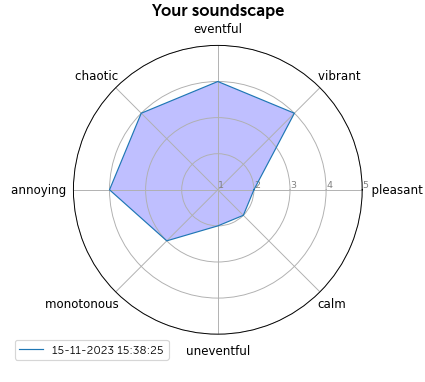 Your soundscape
eventful
chaotic
vibrant
annoying
1
2
3
4
5
pleasant
monotonous
calm
uneventful
15-11-2023 15:38:25